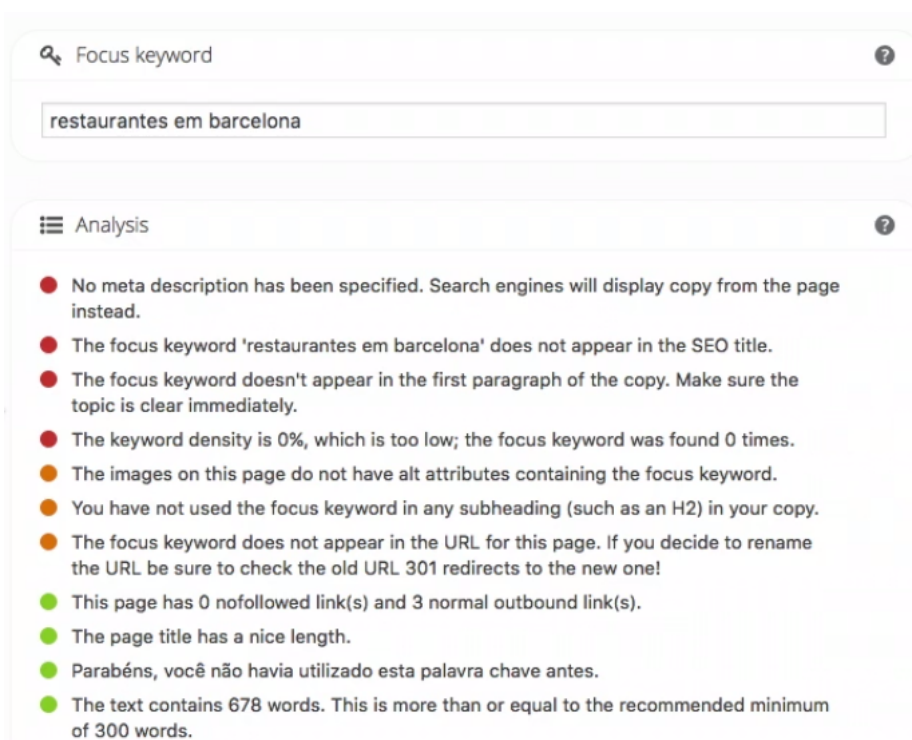 Focus keyword
restaurantes em barcelona
Analysis
No meta description has been specified. Search engines will display copy from the page
instead.
The focus keyword 'restaurantes em barcelona' does not appear in the SEO title.
The focus keyword doesn't appear in the first paragraph of the copy. Make sure the
topic is clear immediately.
The keyword density is 0%, which is too low; the focus keyword was found 0 times.
The images on this page do not have alt attributes containing the focus keyword.
You have not used the focus keyword in any subheading (such as an H2) in your copy.
The focus keyword does not appear in the URL for this page. If you decide to rename
the URL be sure to check the old URL 301 redirects to the new one!
This page has 0 nofollowed link(s) and 3 normal outbound link(s).
The page title has a nice length.
Parabéns, você não havia utilizado esta palavra chave antes.
The text contains 678 words. This is more than or equal to the recommended minimum
of 300 words.